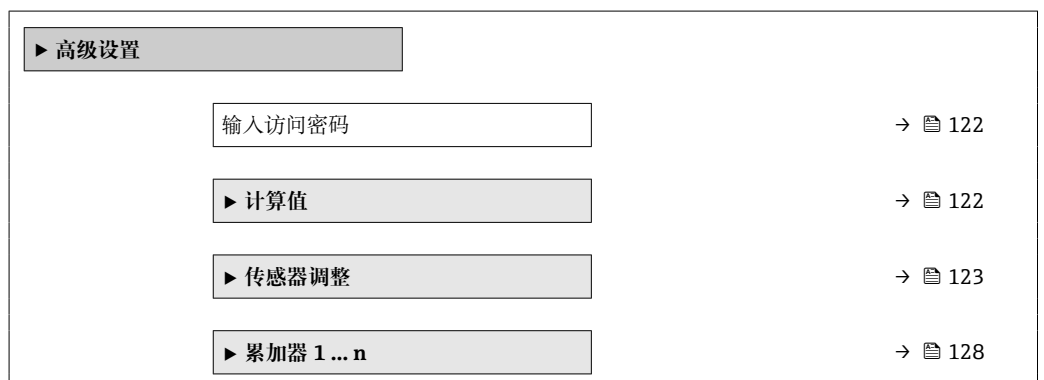 ▶ 高级设置
输入访问密码 → 🖹 122
▶ 计算值 → 🖹 122
▶ 传感器调整 → 🖹 123
▶ 累加器 1 … n → 🖹 128